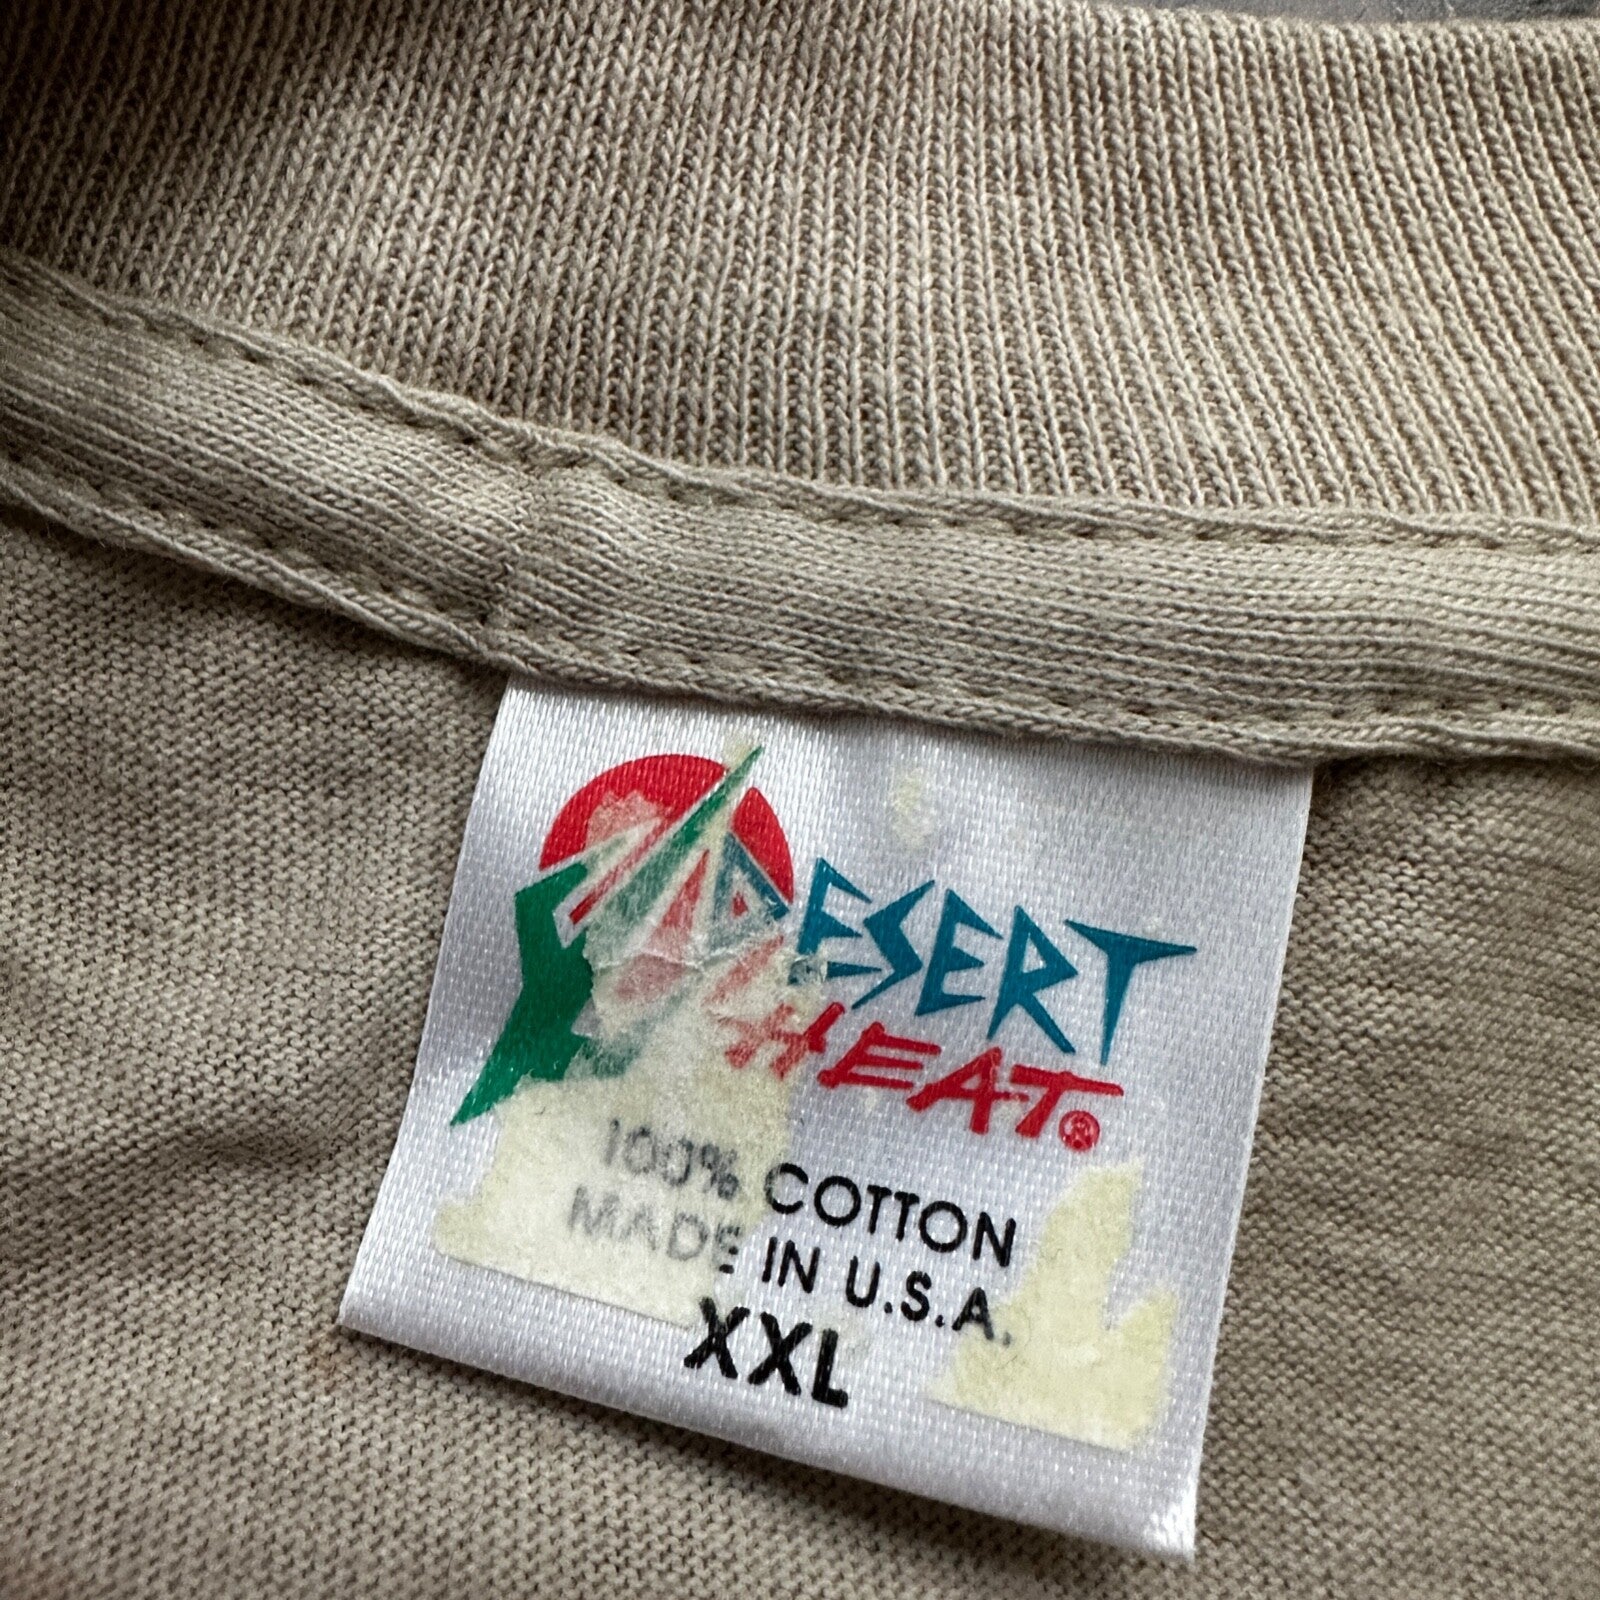 DESERT
HEAT®
100% COTTON
MADE IN U.S.A.
XXL